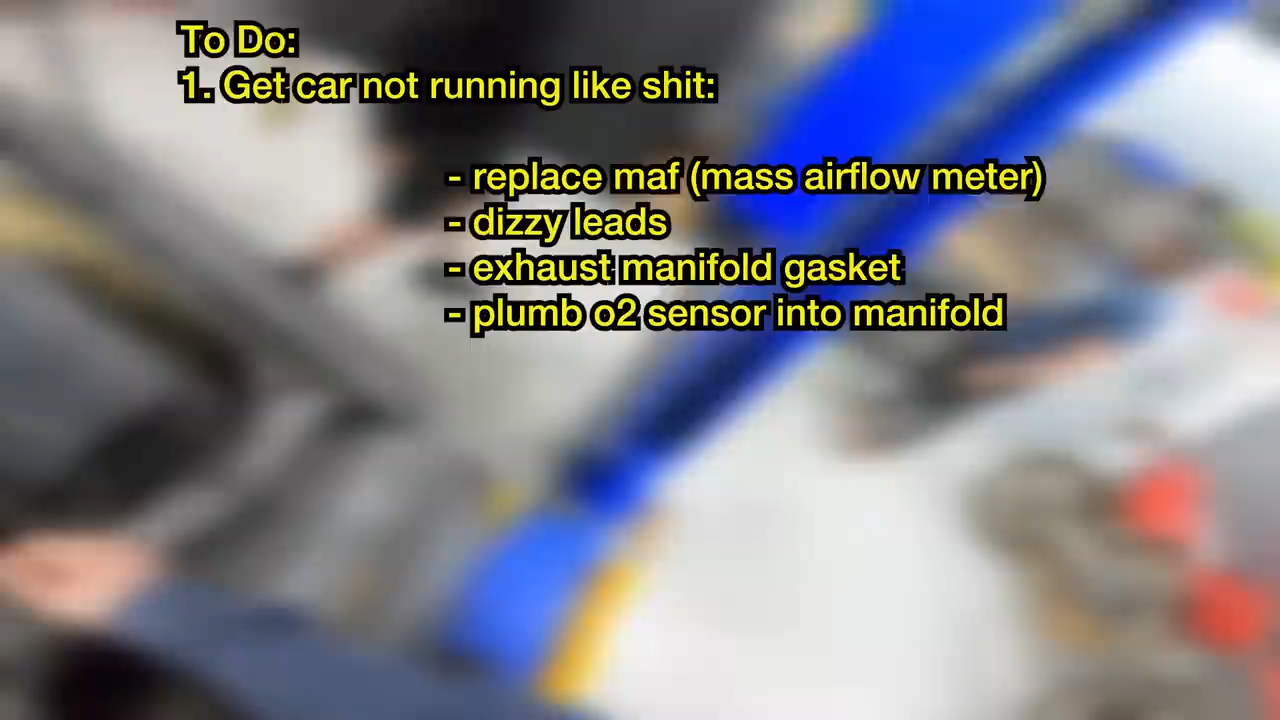 To Do:
1. Get car not running like shit:
- replace maf (mass airflow meter)
- dizzy leads
- exhaust manifold gasket
- plumb o2 sensor into manifold